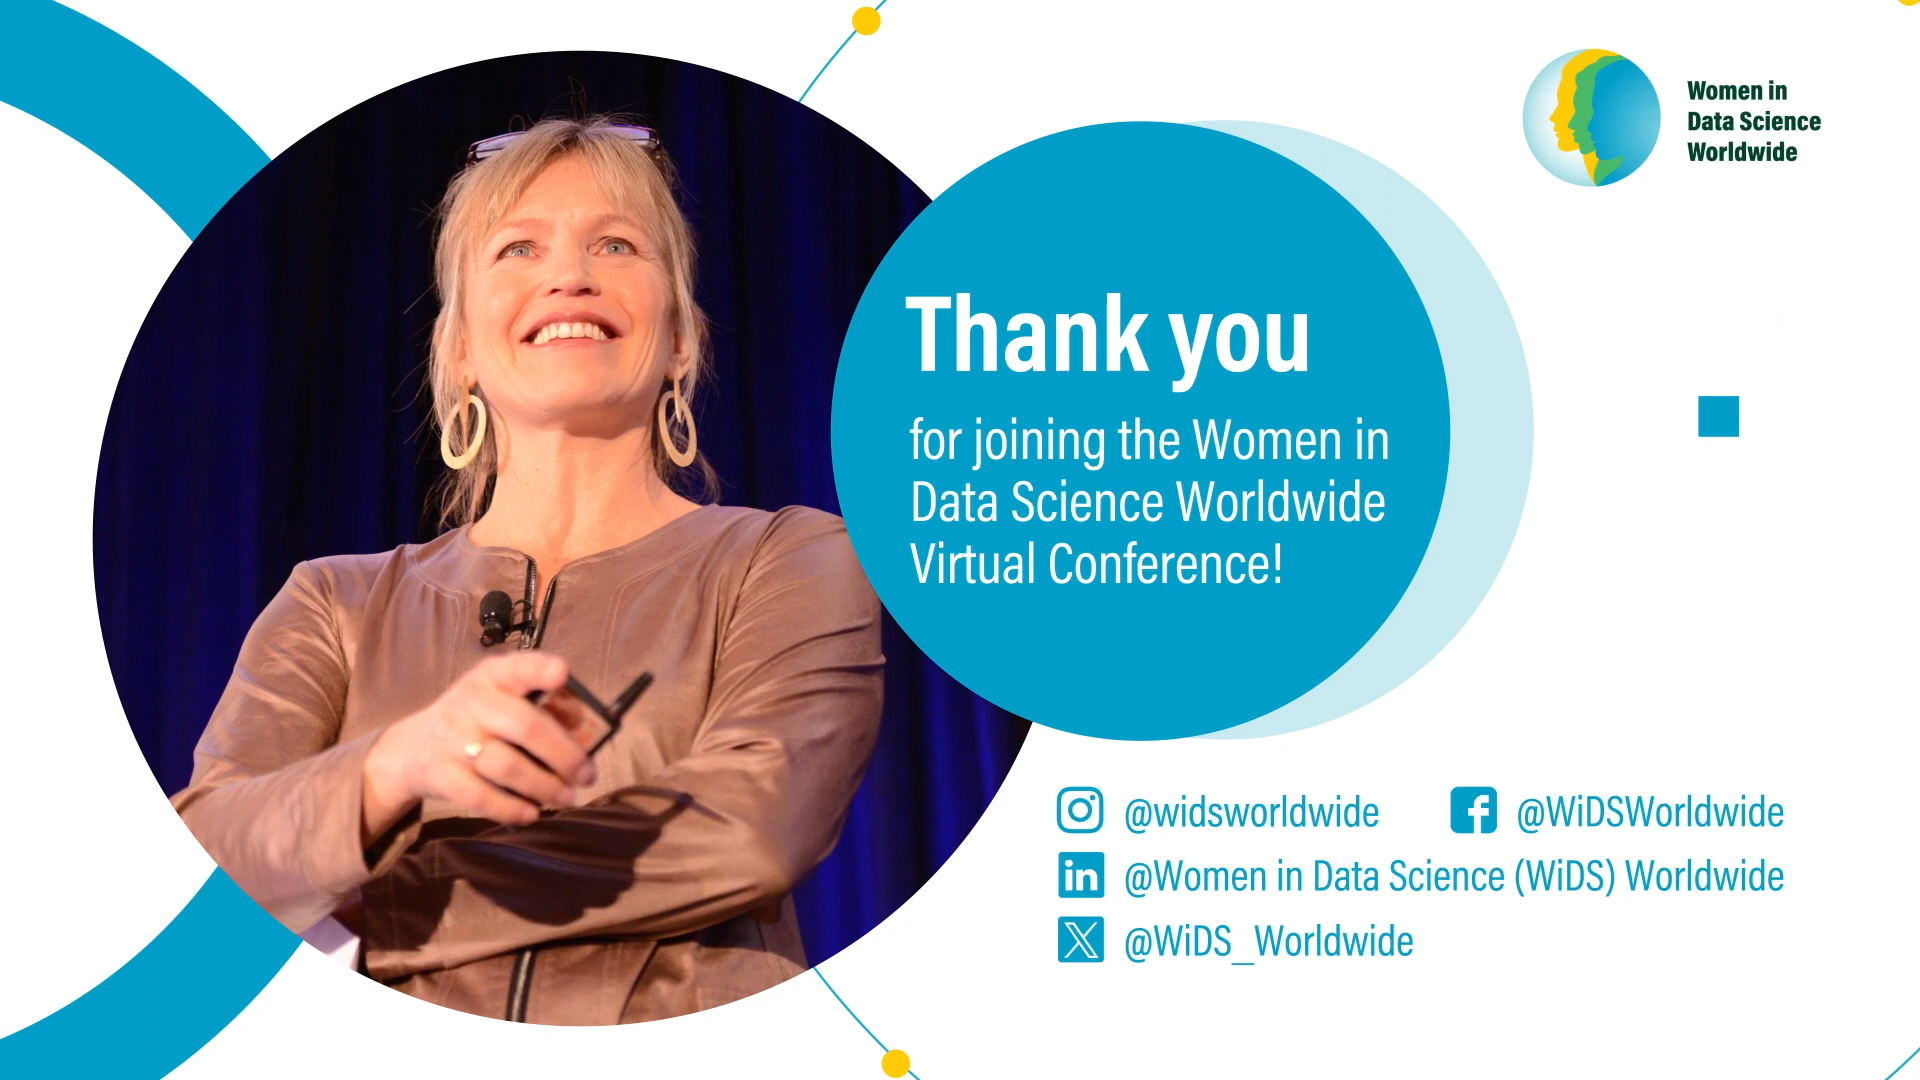 Women in
Data Science
Worldwide
Thank you
for joining the Women in
Data Science Worldwide
Virtual Conference!
@widsworldwide
@WiDSWorldwide
in
@Women in Data Science (WiDS) Worldwide
@WiDS_Worldwide